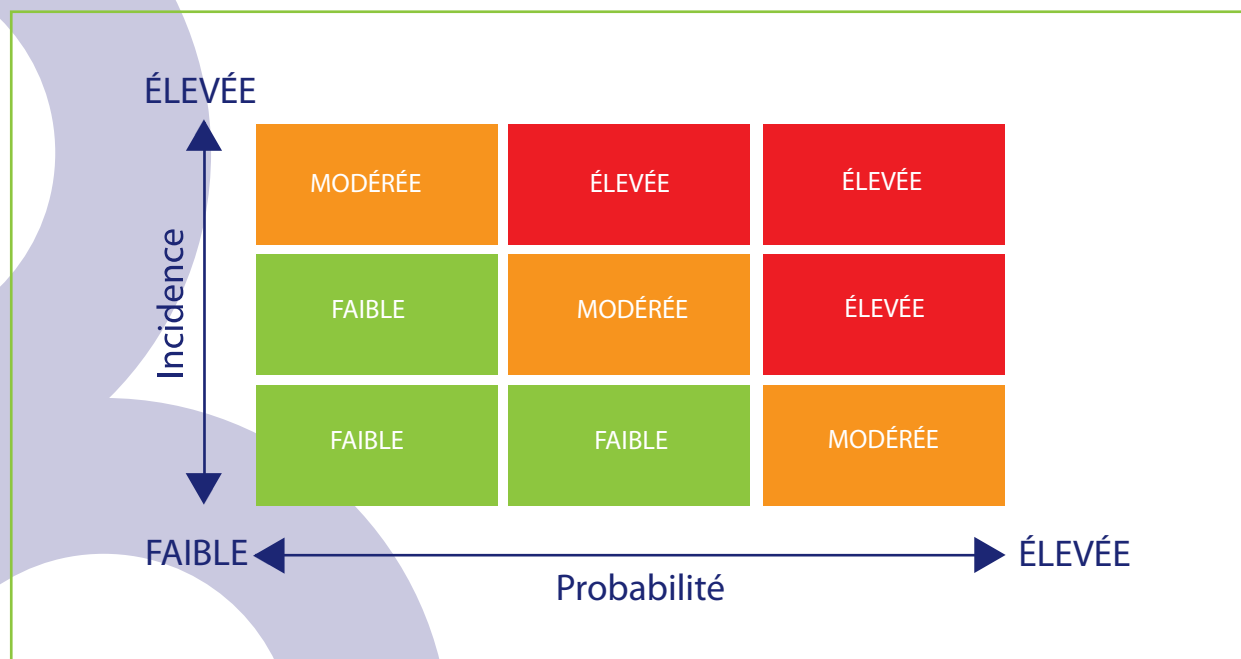 ÉLEVÉE
MODÉRÉE ÉLEVÉE ÉLEVÉE
Incidence
FAIBLE MODÉRÉE ÉLEVÉE
FAIBLE FAIBLE MODÉRÉE
FAIBLE ÉLEVÉE
Probabilité